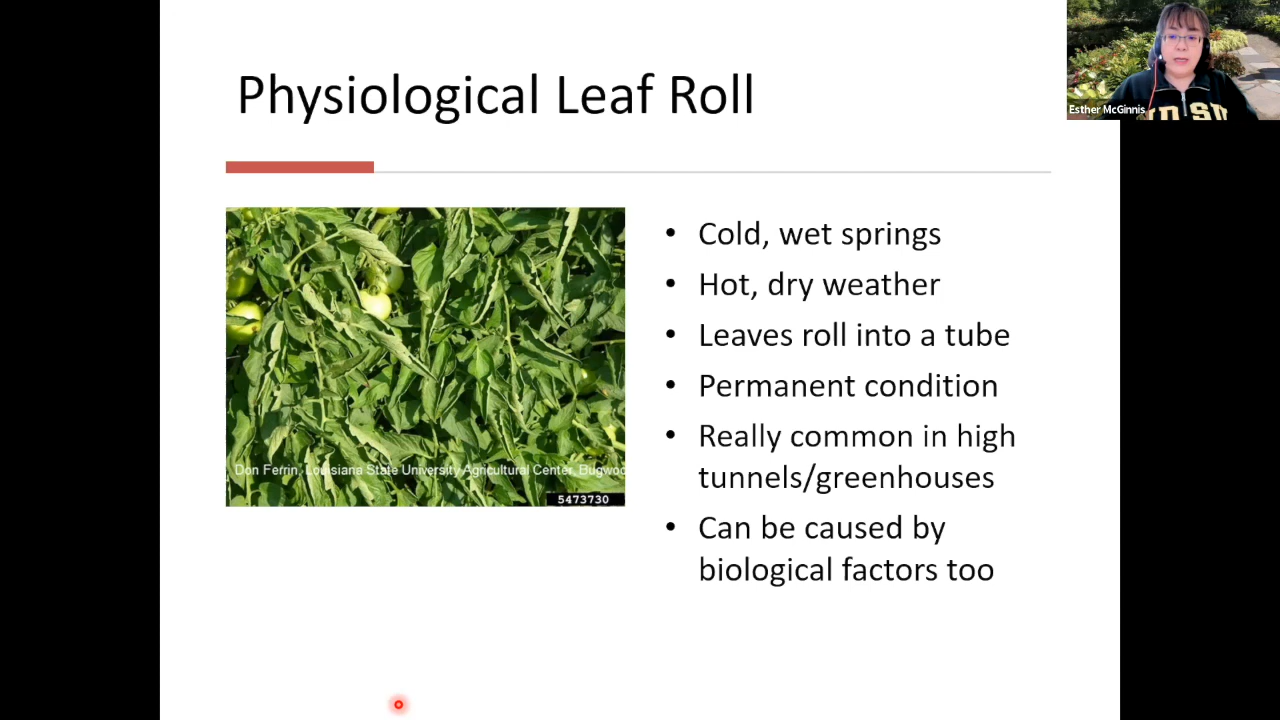 Physiological Leaf Roll
Esther McGinnis
• Cold, wet springs
• Hot, dry weather
• Leaves roll into a tube
• Permanent condition
• Really common in high
tunnels/greenhouses
• Can be caused by
biological factors too
Don Ferrin, Louisiana State University Agricultural Center, Bugwoo
5473730